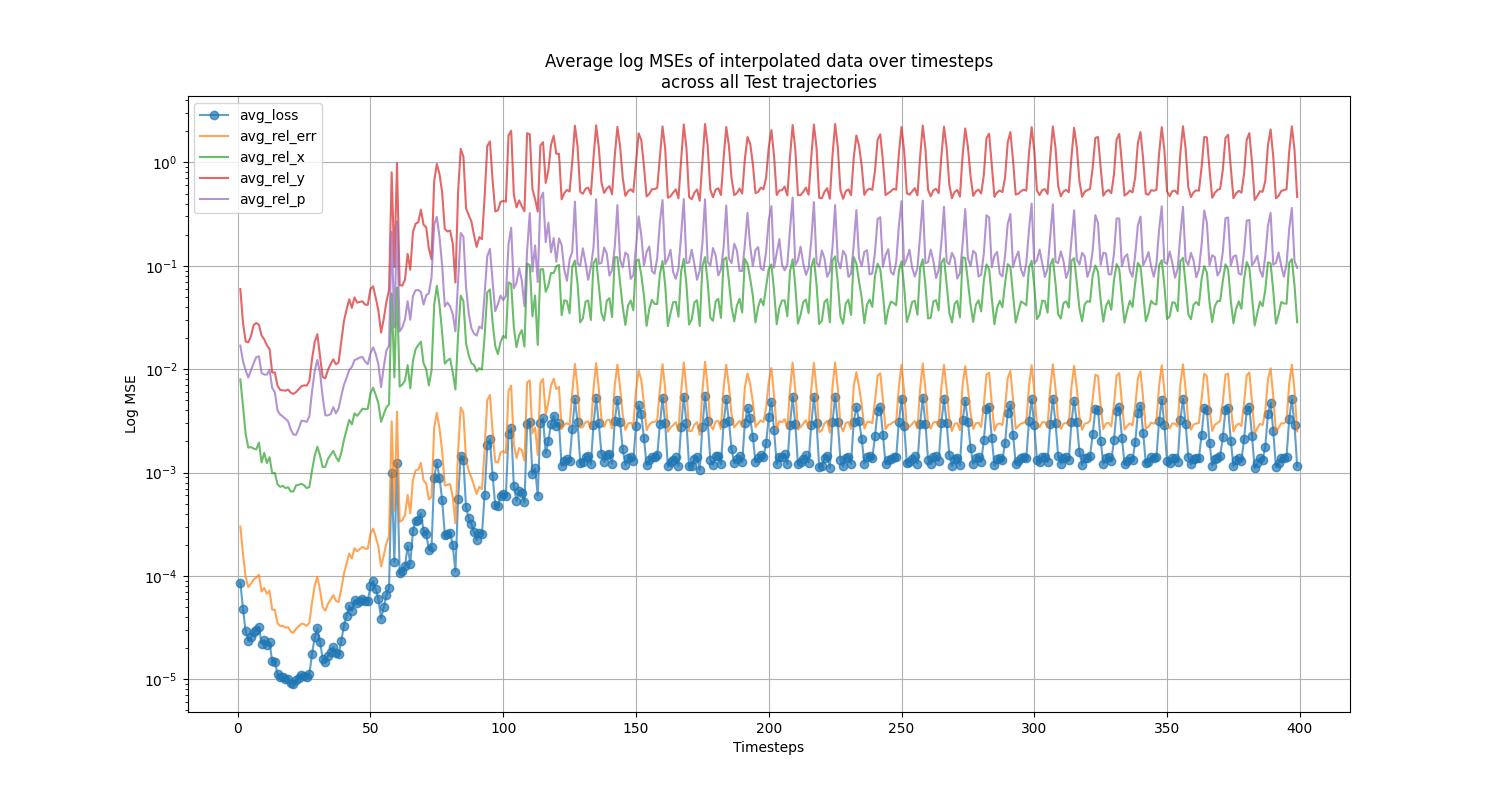 Average log MSEs of interpolated data over timesteps
across all Test trajectories
avg_loss
avg_rel_err
avg_rel_x
avg_rel_y
avg_rel_p
10^0
10^-1
10^-2
10^-3
10^-4
10^-5
Log MSE
0 50 100 150 200 250 300 350 400
Timesteps